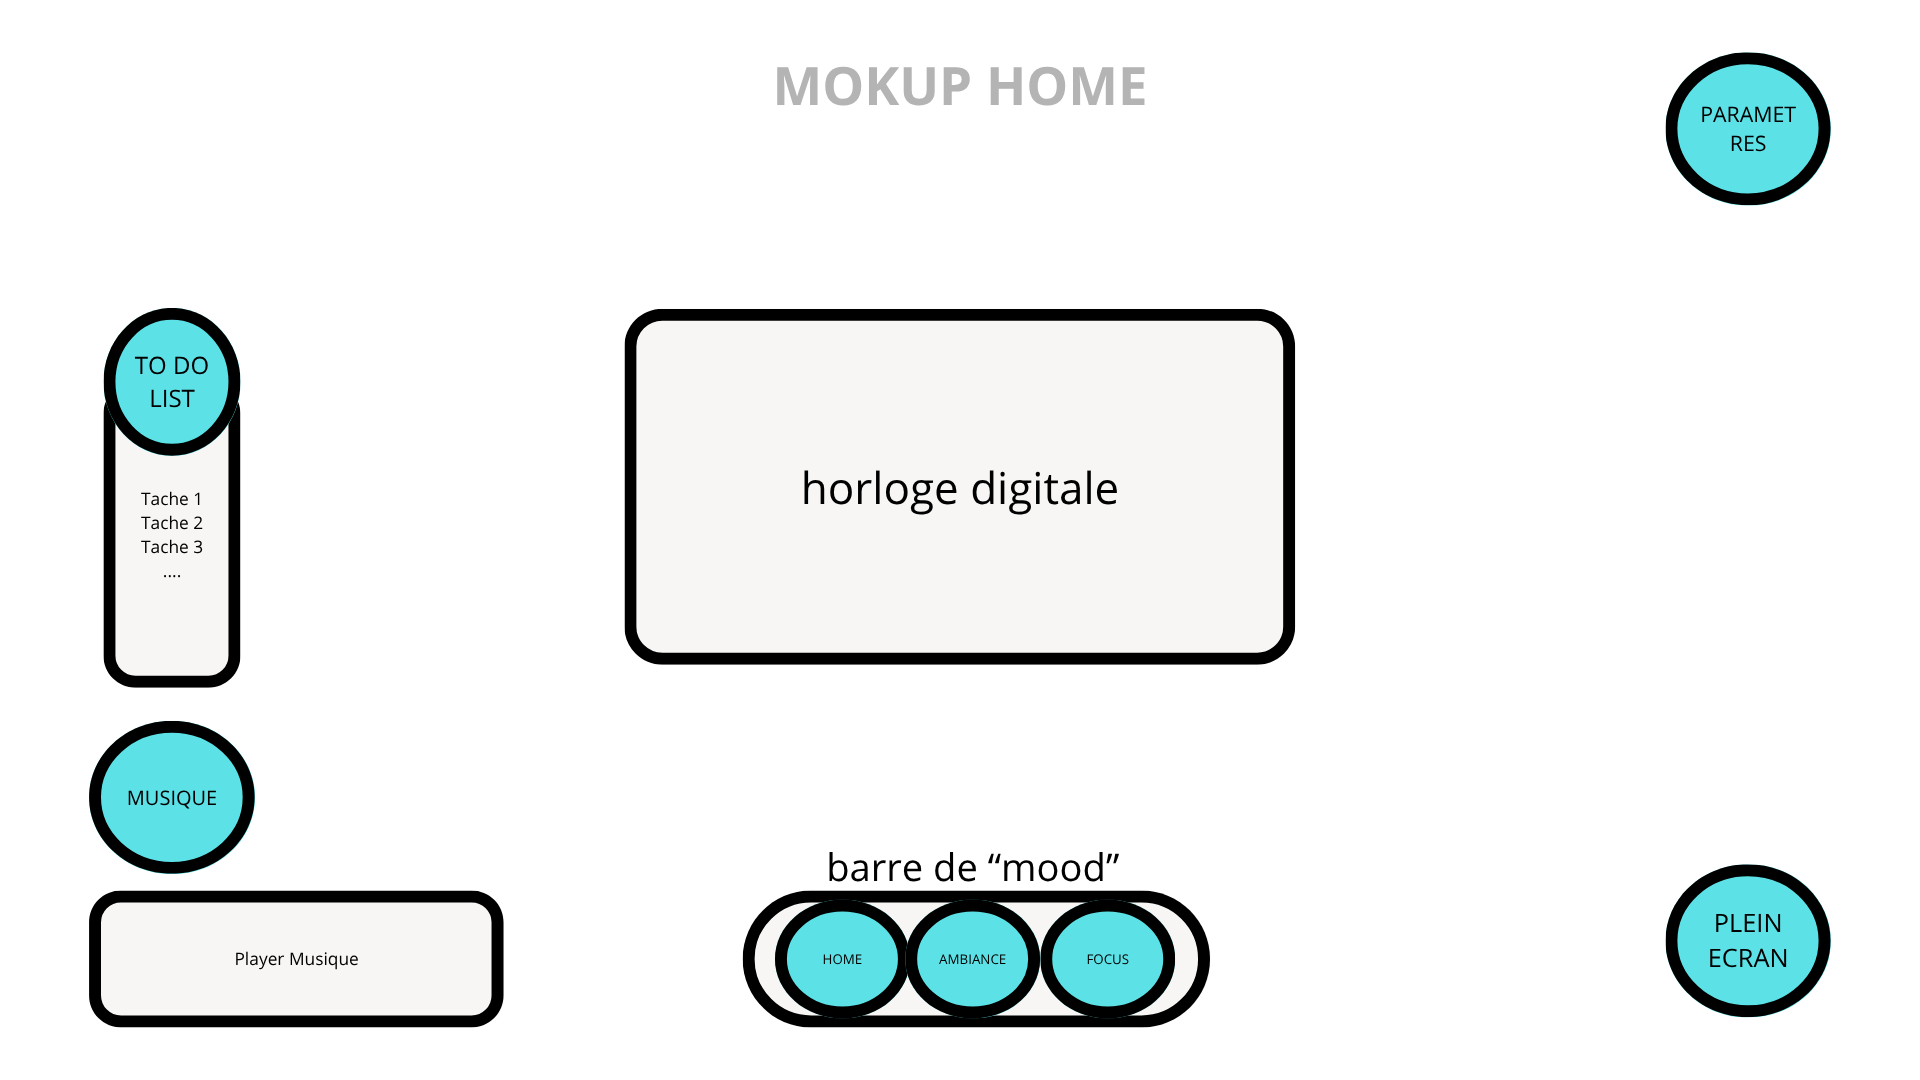 MOKUP HOME
PARAMET
RES
TO DO
LIST
Tache 1
Tache 2
Tache 3
....
horloge digitale
MUSIQUE
Player Musique
barre de “mood”
HOME
AMBIANCE
FOCUS
PLEIN
ECRAN